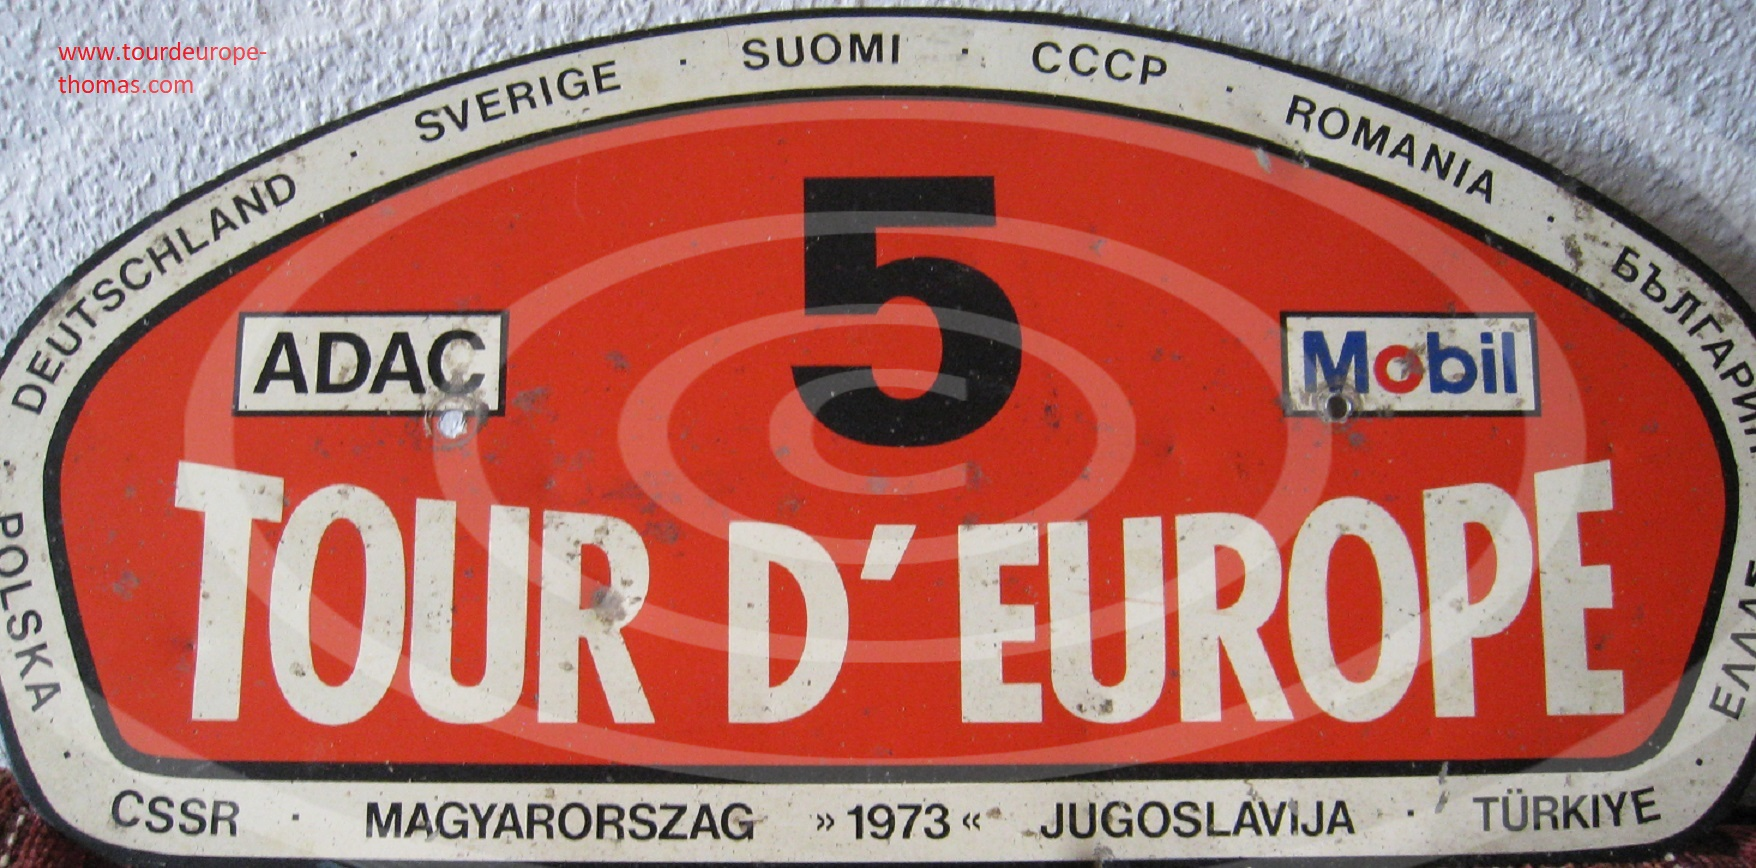 www.tourdeurope-
thomas.com
DEUTSCHLAND · SVERIGE · SUOMI · CCCP · ROMANIA · БЪЛГАРИЯ
5
ADAC
Mobil
TOUR D' EUROPE
POLSKA
ΕΛΛΑΣ
CSSR · MAGYARORSZAG » 1973 « JUGOSLAVIJA · TÜRKIYE